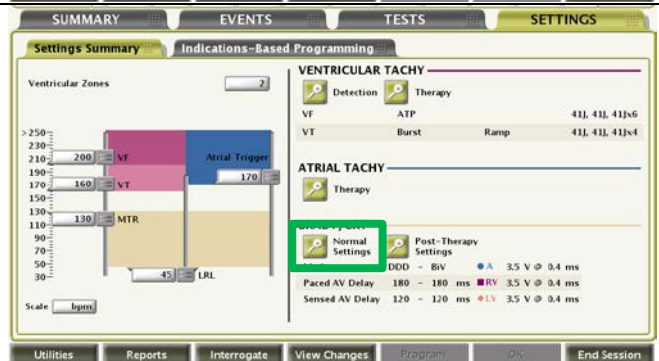 SUMMARY EVENTS TESTS SETTINGS
Settings Summary Indications-Based Programming
Ventricular Zones 2
>250
230
210 200 VF Atrial Trigger
190
170 160 VT 170
150
130 130 MTR
110
90
70
50
30 45 LRL
Scale bpm
VENTRICULAR TACHY
Detection Therapy
VF ATP 41J, 41J, 41Jx6
VT Burst Ramp 41J, 41J, 41Jx4
ATRIAL TACHY
Therapy
Normal Settings Post-Therapy Settings
DDD - BiV A 3.5 V @ 0.4 ms
Paced AV Delay 180 - 180 ms RV 3.5 V @ 0.4 ms
Sensed AV Delay 120 - 120 ms LV 3.5 V @ 0.4 ms
Utilities Reports Interrogate View Changes Program OK End Session